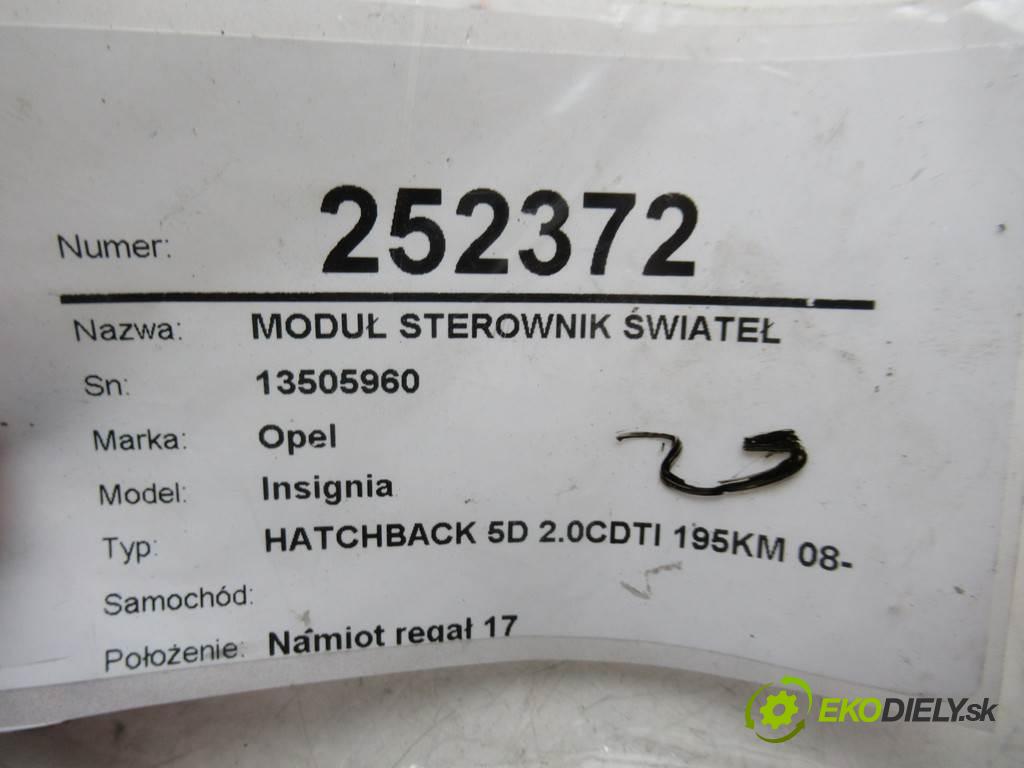 Numer: 252372
Nazwa: MODUŁ STEROWNIK ŚWIATEŁ
Sn: 13505960
Marka: Opel
Model: Insignia
Typ: HATCHBACK 5D 2.0CDTI 195KM 08-
Samochód:
Położenie: Namiot regał 17
EKODIELY.sk